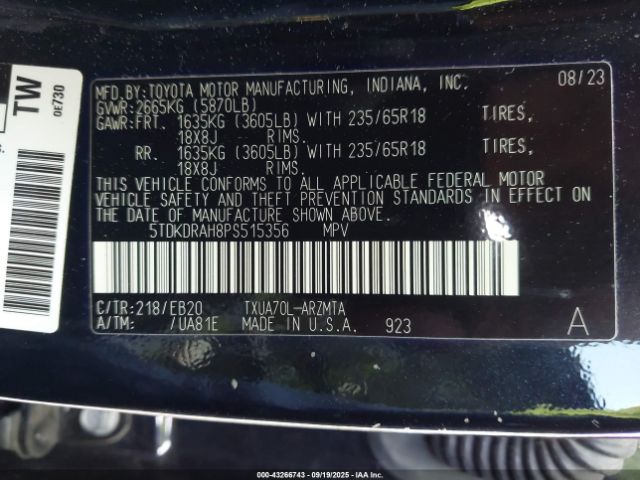 TW
0E730
MFD.BY:TOYOTA MOTOR MANUFACTURING, INDIANA, INC. 08/23
GVWR:2665KG (5870LB)
GAWR:FRT. 1635KG (3605LB) WITH 235/65R18 TIRES,
18X8J RIMS.
RR. 1635KG (3605LB) WITH 235/65R18 TIRES,
18X8J RIMS.
THIS VEHICLE CONFORMS TO ALL APPLICABLE FEDERAL MOTOR
VEHICLE SAFETY AND THEFT PREVENTION STANDARDS IN EFFECT ON
THE DATE OF MANUFACTURE SHOWN ABOVE.
5TDKDRAH8PS515356 MPV
C/TR:218/EB20 TXUA70L-ARZMTA
A/TM: /UA81E MADE IN U.S.A. 923 A
000-43266743 - 09/19/2025 - IAA Inc.